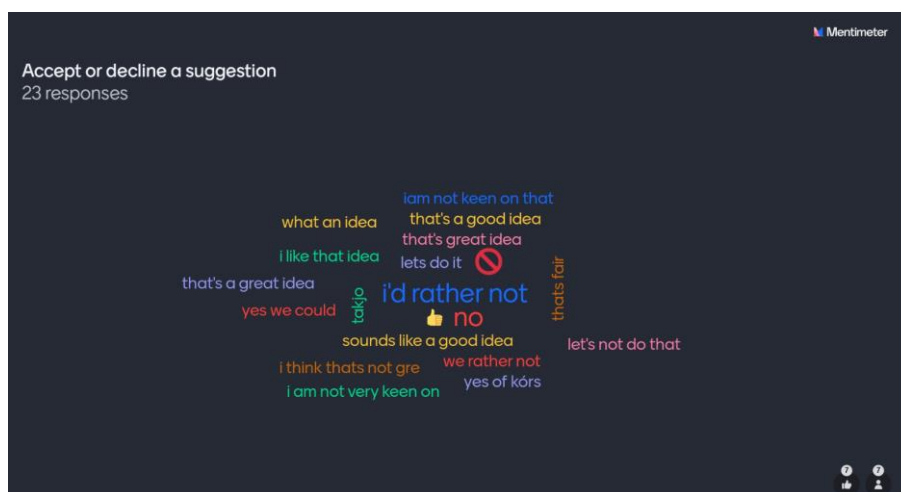 Mentimeter
Accept or decline a suggestion
23 responses
iam not keen on that
what an idea
that's a good idea
that's great idea
i like that idea
lets do it
thats fair
that's a great idea
takjo
i'd rather not
yes we could
no
sounds like a good idea
let's not do that
we rather not
i think thats not gre
yes of kórs
i am not very keen on
7
7